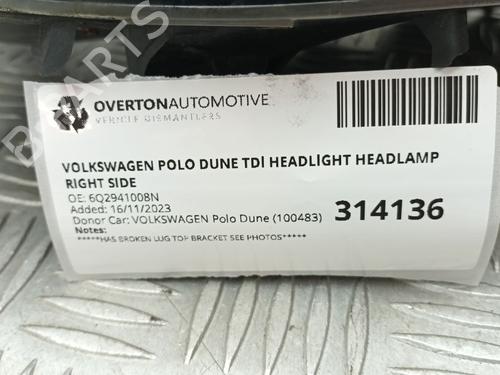 OVERTONAUTOMOTIVE
VEHICLE DISMANTLERS
VOLKSWAGEN POLO DUNE TDI HEADLIGHT HEADLAMP
RIGHT SIDE
OE: 6Q2941008N
Added: 16/11/2023
Donor Car: VOLKSWAGEN Polo Dune (100483)
314136
Notes:
*****HAS BROKEN LUG TOP BRACKET SEE PHOTOS*****